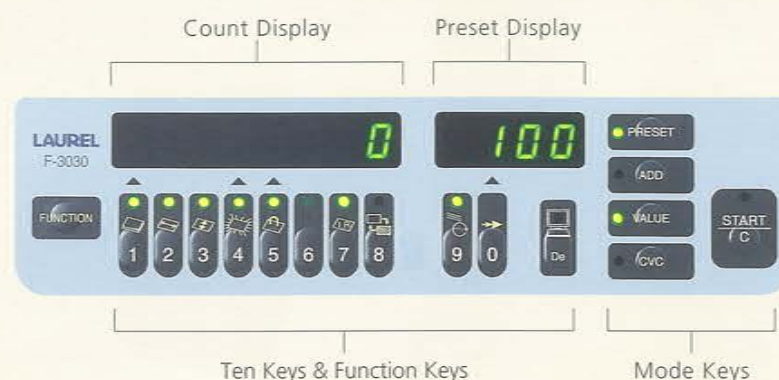 Count Display
Preset Display
LAUREL
F-3030
0
100
PRESET
ADD
FUNCTION
VALUE
START
C
1 2 3 4 5 6 7 8 9 0 De
CVC
Ten Keys & Function Keys
Mode Keys